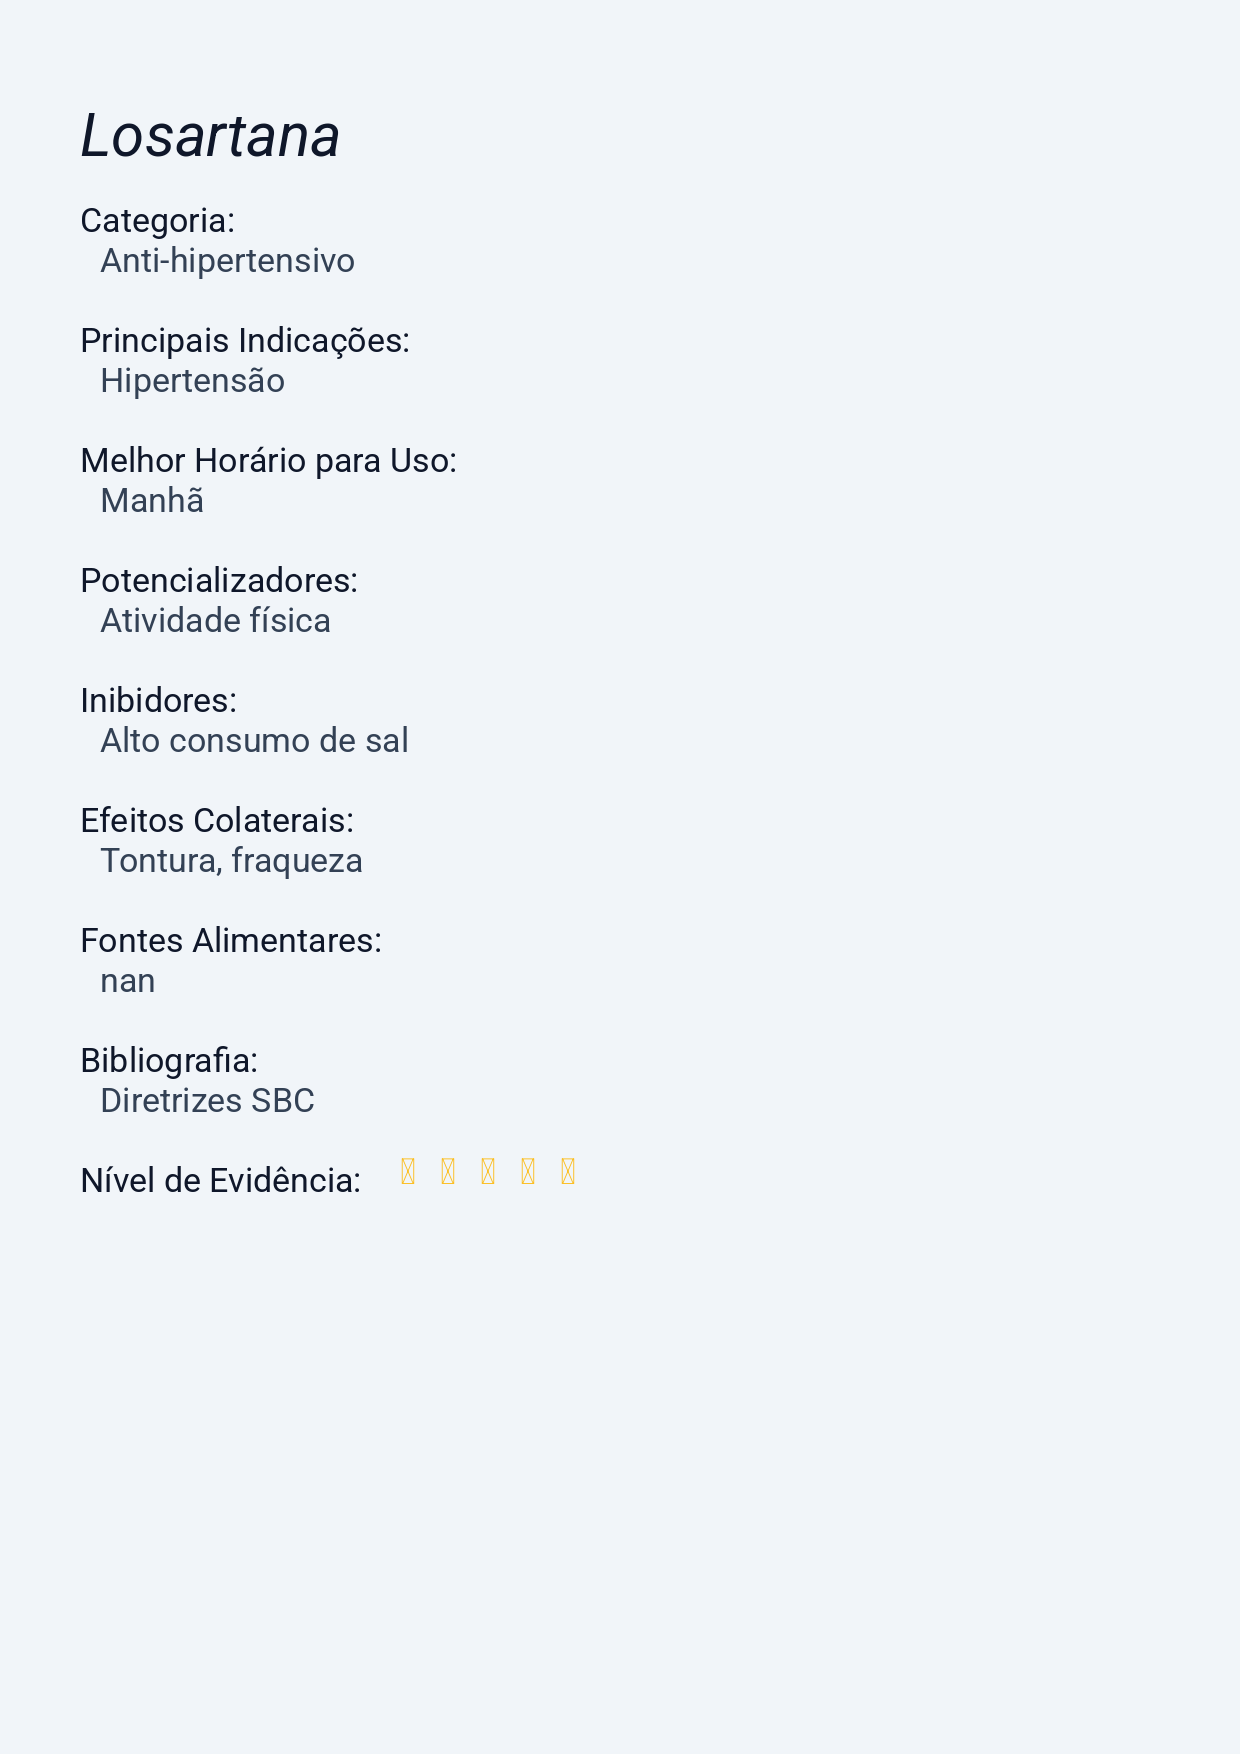 Losartana
Categoria:
Anti-hipertensivo
Principais Indicações:
Hipertensão
Melhor Horário para Uso:
Manhã
Potencializadores:
Atividade física
Inibidores:
Alto consumo de sal
Efeitos Colaterais:
Tontura, fraqueza
Fontes Alimentares:
nan
Bibliografia:
Diretrizes SBC
Nível de Evidência: